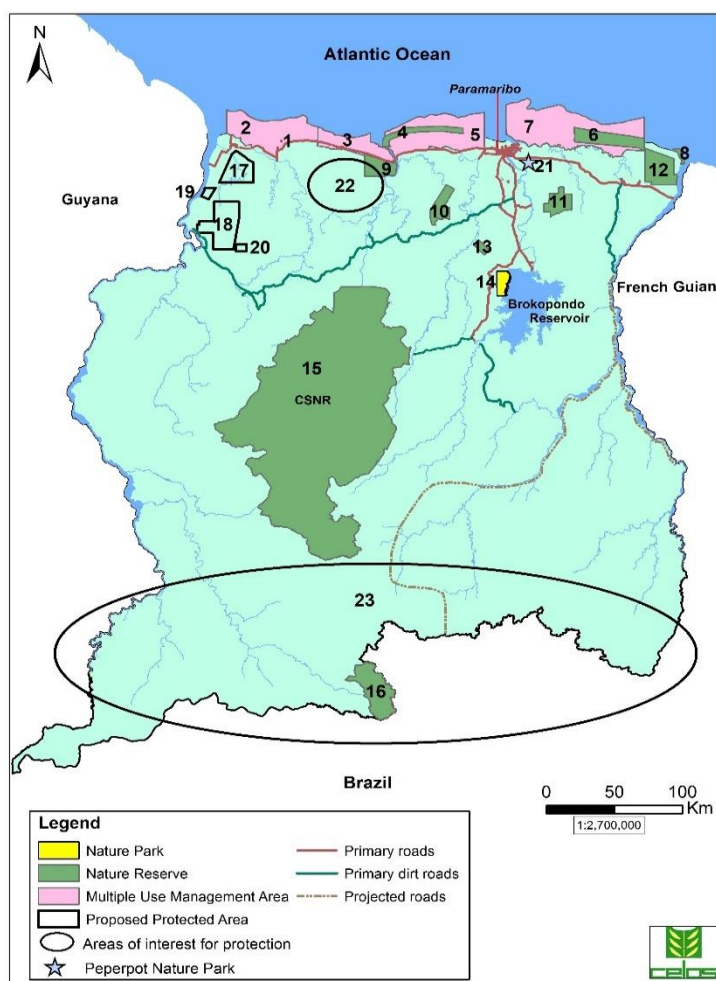 Atlantic Ocean
N
Paramaribo
2
1
3
4
5
7
6
8
9
12
17
21
19
22
Guyana
18
10
11
20
13
14
French Guian
Brokopondo
Reservoir
15
CSNR
23
16
Brazil
0 50 100
Km
1:2,700,000
Legend
Nature Park
Primary roads
Nature Reserve
Primary dirt roads
Multiple Use Management Area
Projected roads
Proposed Protected Area
Areas of interest for protection
Peperpot Nature Park
celos